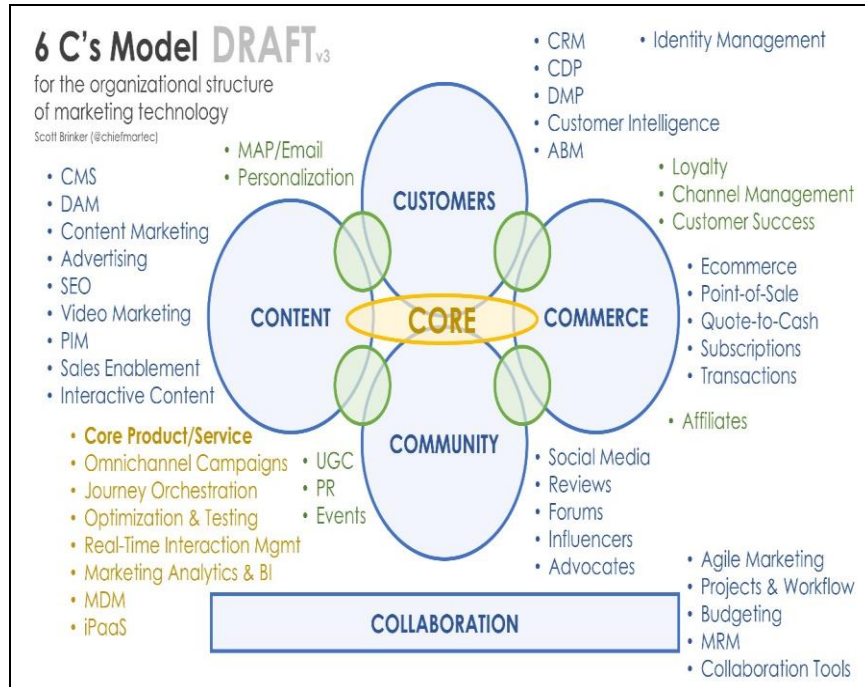 6 C's Model DRAFT v3
for the organizational structure
of marketing technology
Scott Brinker (@chiefmartec)
• CRM
• CDP
• DMP
• Customer Intelligence
• ABM
• Identity Management
• MAP/Email
• Personalization
• CMS
• DAM
• Content Marketing
• Advertising
• SEO
• Video Marketing
• PIM
• Sales Enablement
• Interactive Content
CUSTOMERS
• Loyalty
• Channel Management
• Customer Success
CONTENT
CORE
COMMERCE
• Ecommerce
• Point-of-Sale
• Quote-to-Cash
• Subscriptions
• Transactions
• Core Product/Service
• Omnichannel Campaigns
• Journey Orchestration
• Optimization & Testing
• Real-Time Interaction Mgmt
• Marketing Analytics & BI
• MDM
• iPaaS
• UGC
• PR
• Events
COMMUNITY
• Affiliates
• Social Media
• Reviews
• Forums
• Influencers
• Advocates
COLLABORATION
• Agile Marketing
• Projects & Workflow
• Budgeting
• MRM
• Collaboration Tools